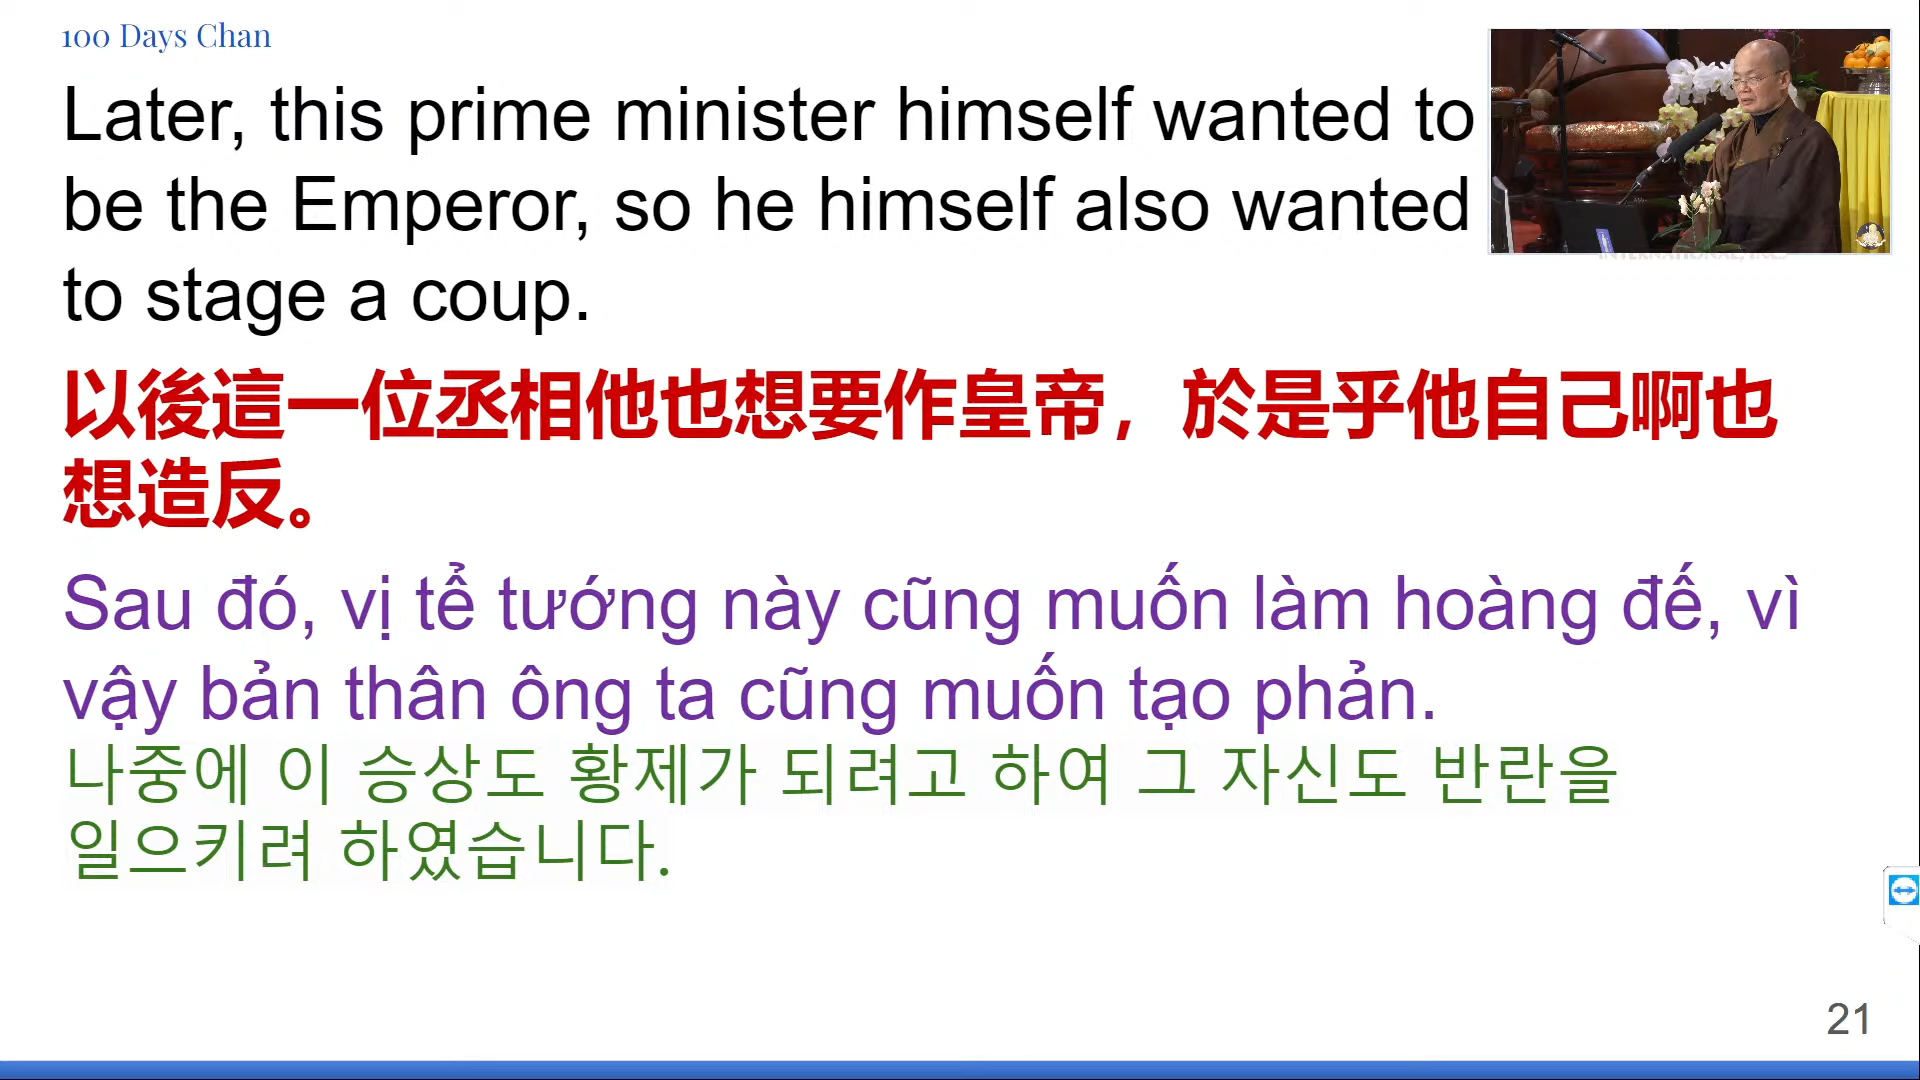 100 Days Chan
Later, this prime minister himself wanted to
be the Emperor, so he himself also wanted
to stage a coup.
以後這一位丞相他也想要作皇帝，於是乎他自己啊也
想造反。
Sau đó, vị tể tướng này cũng muốn làm hoàng đế, vì
vậy bản thân ông ta cũng muốn tạo phản.
나중에 이 승상도 황제가 되려고 하여 그 자신도 반란을
일으키려 하였습니다.
21